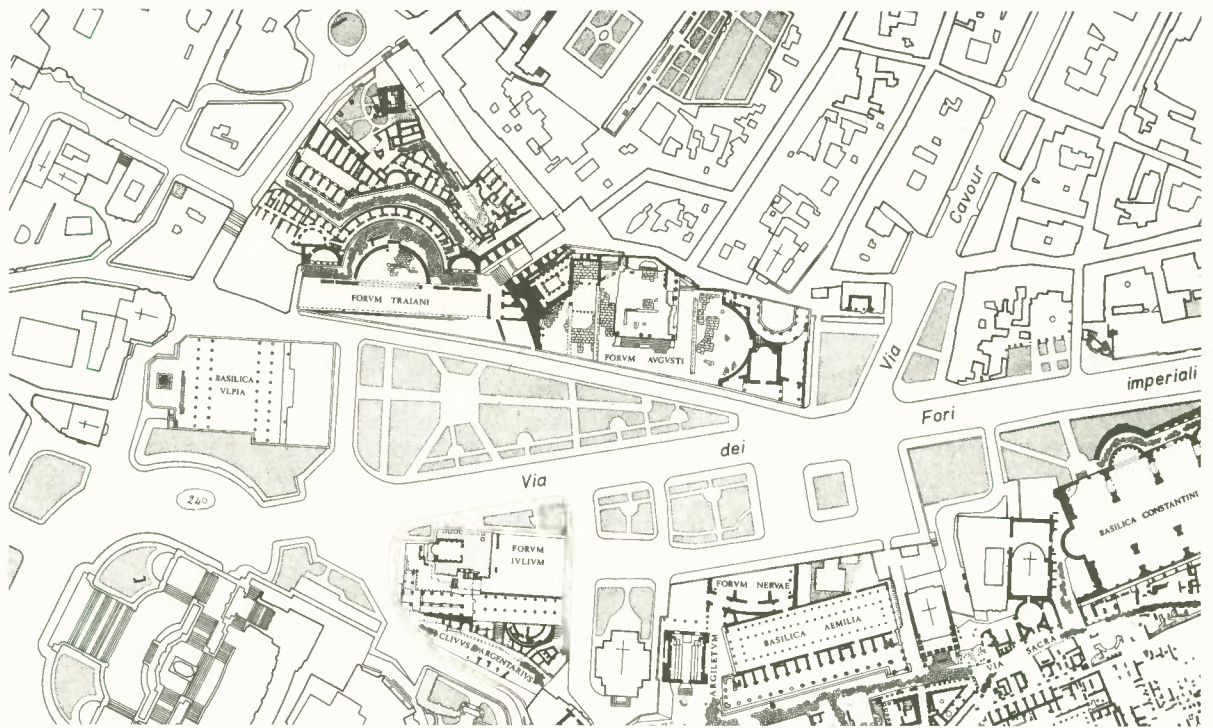 Cavour
FORVM TRAIANI
FORVM AVGVSTI
Via
BASILICA
VLPIA
imperiali
Fori
dei
Via
240
BASILICA CONSTANTINI
FORVM
IVLIVM
FORVM NERVAE
BASILICA AEMILIA
CLIVVS ARGENTARIVS
ARGILETVM
VIA SACRA